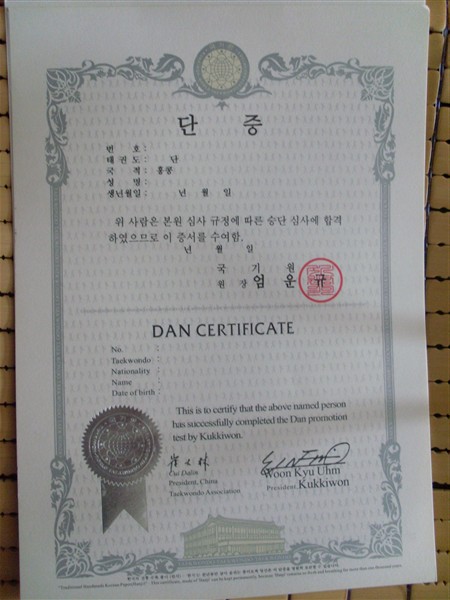 단 증
번 호 :
태 권 도 : 단
국 적 : 홍콩
성 명 :
생년월일 : 년 월 일
위 사람은 본원 심사 규정에 따른 승단 심사에 합격
하였으므로 이 증서를 수여함.
년 월 일
국 기 원
원 장 엄 운 규
DAN CERTIFICATE
No. :
Taekwondo :
Nationality :
Name :
Date of birth :
This is to certify that the above named person
has successfully completed the Dan promotion
test by Kukkiwon.
Cui Dalin
President, China
Taekwondo Association
Woon Kyu Uhm
President Kukkiwon